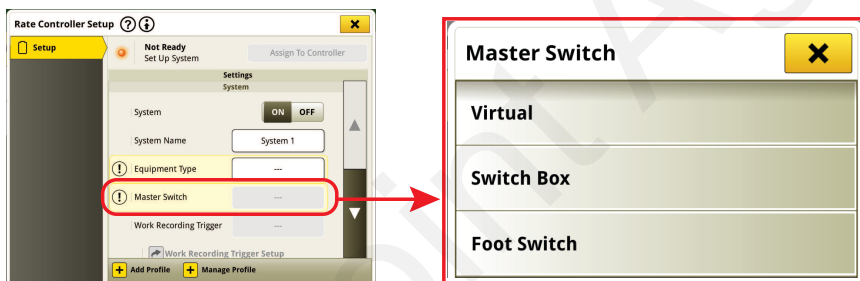 Rate Controller Setup
Setup
Not Ready
Set Up System
Assign To Controller
Settings
System
System
ON OFF
System Name
System 1
Equipment Type
---
Master Switch
---
Work Recording Trigger
---
Work Recording Trigger Setup
Add Profile
Manage Profile
Master Switch
Virtual
Switch Box
Foot Switch